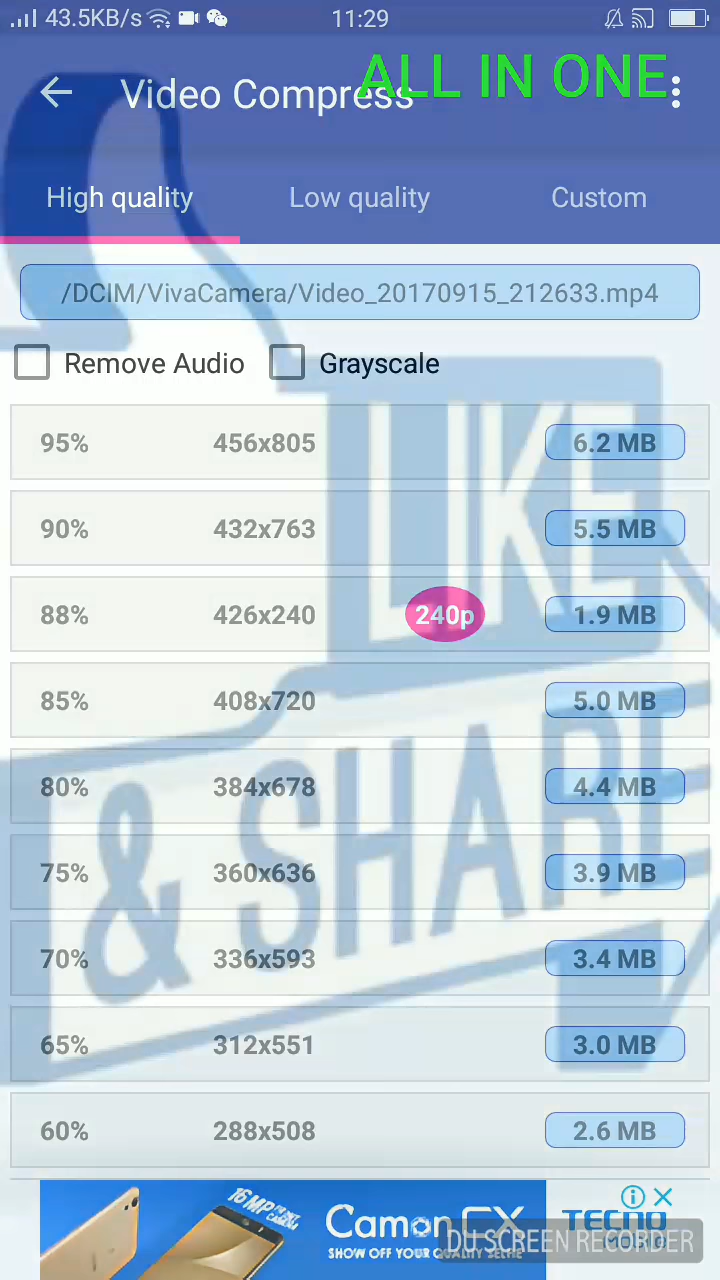 43.5KB/s 11:29
ALL IN ONE
Video Compress
High quality Low quality Custom
/DCIM/VivaCamera/Video_20170915_212633.mp4
Remove Audio Grayscale
95% 456x805 6.2 MB
90% 432x763 5.5 MB
88% 426x240 240p 1.9 MB
85% 408x720 5.0 MB
80% 384x678 4.4 MB
75% 360x636 3.9 MB
70% 336x593 3.4 MB
65% 312x551 3.0 MB
60% 288x508 2.6 MB
LIKE
& SHARE
16MP
Camon CX
SHOW OFF YOUR QUALITY SELFIE
TECNO
DU SCREEN RECORDER